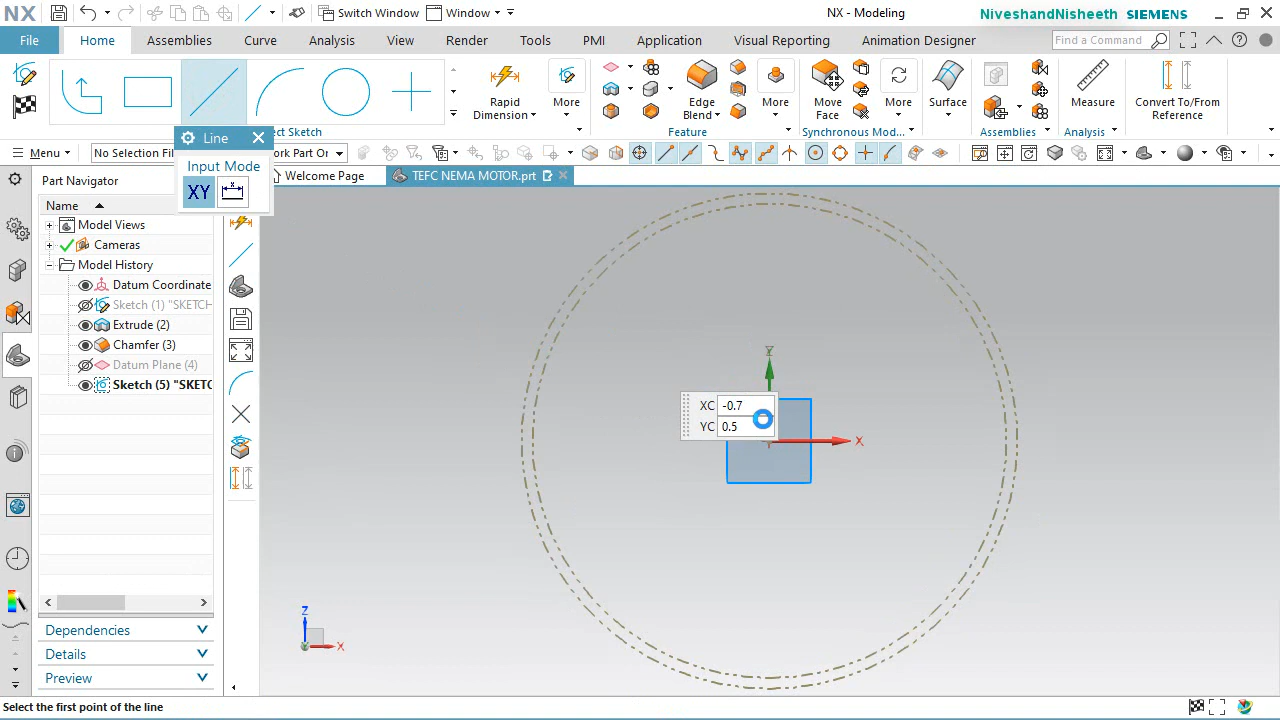 NX
Switch Window
Window
NX - Modeling
NiveshandNisheeth SIEMENS
File
Home
Assemblies
Curve
Analysis
View
Render
Tools
PMI
Application
Visual Reporting
Animation Designer
Find a Command
Rapid
Dimension
More
Edge
Blend
More
Move
Face
More
Surface
Measure
Convert To/From
Reference
ect Sketch
Feature
Synchronous Mod...
Assemblies
Analysis
Line
Menu
No Selection Fil
ork Part Or
Input Mode
XY
Part Navigator
Welcome Page
TEFC NEMA MOTOR.prt
Name
Model Views
Cameras
Model History
Datum Coordinate
Sketch (1) "SKETCH
Extrude (2)
Chamfer (3)
Datum Plane (4)
Sketch (5) "SKETC
Y
XC -0.7
YC 0.5
X
Z
X
Dependencies
Details
Preview
Select the first point of the line